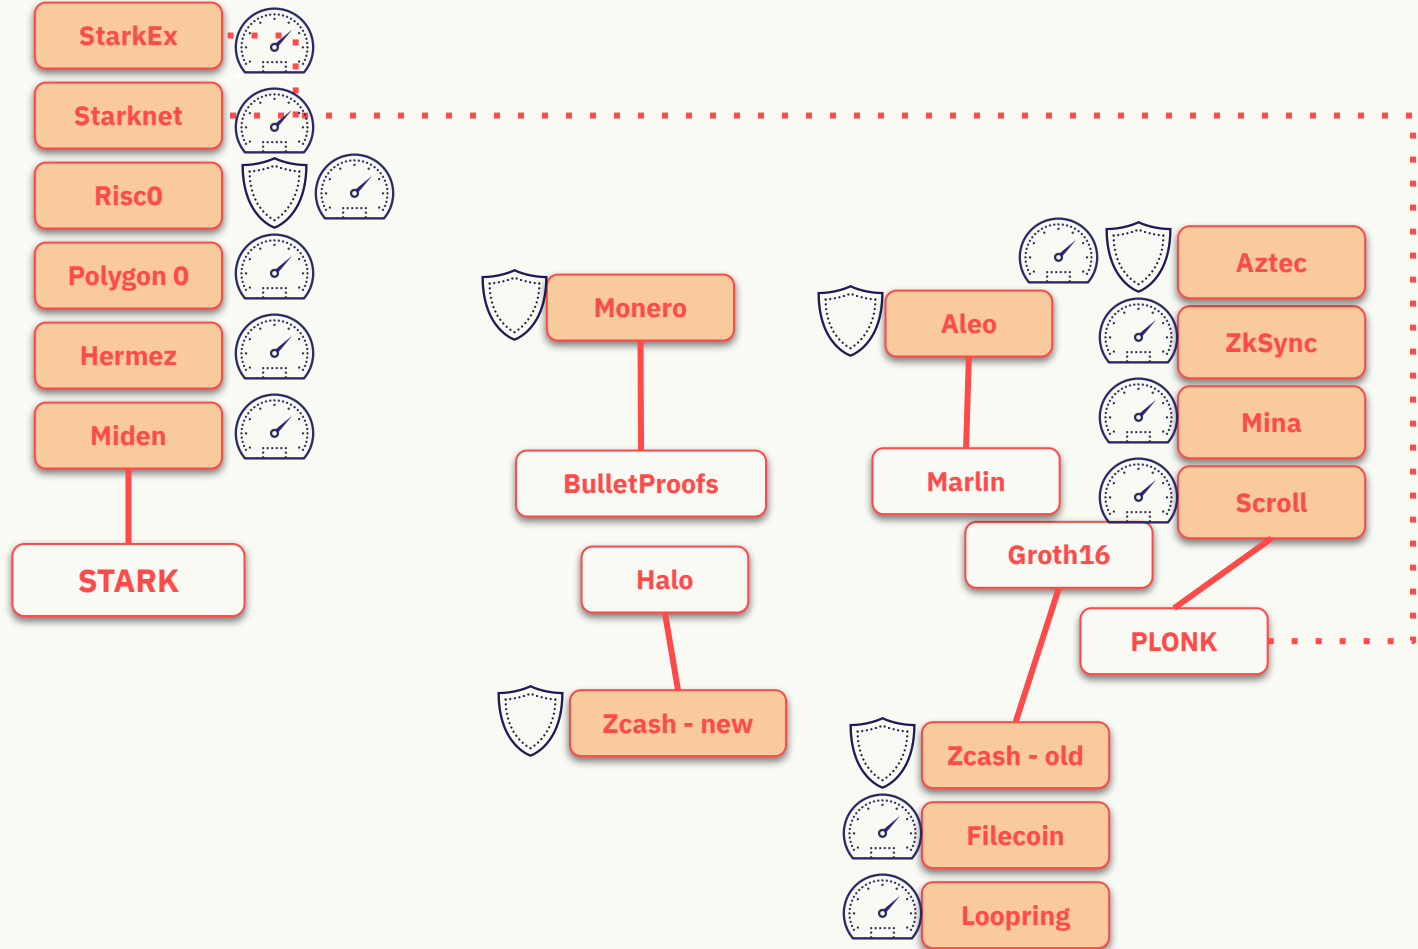 StarkEx
Starknet
Risc0
Polygon 0
Hermez
Miden
STARK
Monero
BulletProofs
Halo
Zcash - new
Aleo
Marlin
Groth16
Aztec
ZkSync
Mina
Scroll
PLONK
Zcash - old
Filecoin
Loopring